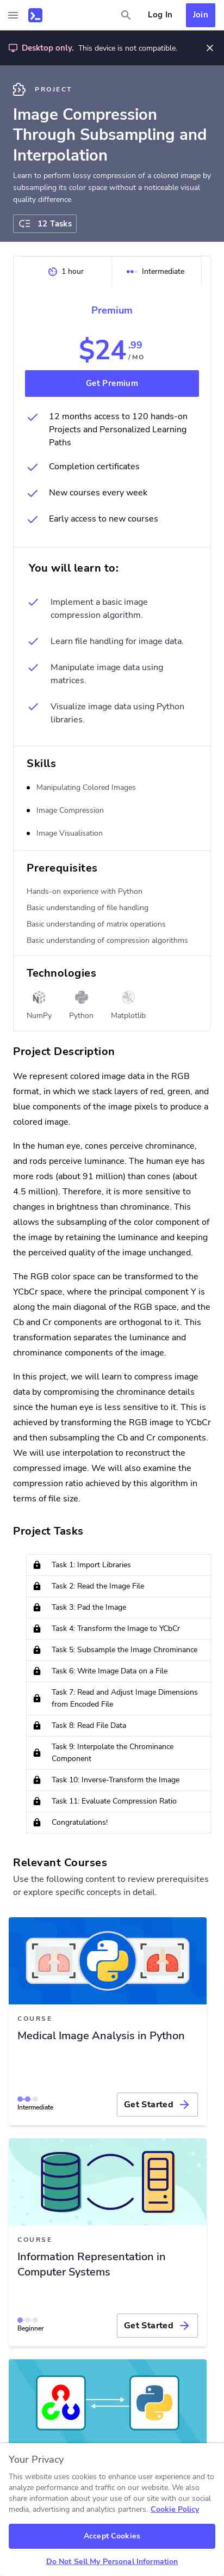 Log In
Join
Desktop only. This device is not compatible.
PROJECT
Image Compression
Through Subsampling and
Interpolation
Learn to perform lossy compression of a colored image by
subsampling its color space without a noticeable visual
quality difference.
12 Tasks
1 hour
Intermediate
Premium
$24 .99 / MO
Get Premium
12 months access to 120 hands-on
Projects and Personalized Learning
Paths
Completion certificates
New courses every week
Early access to new courses
You will learn to:
Implement a basic image
compression algorithm.
Learn file handling for image data.
Manipulate image data using
matrices.
Visualize image data using Python
libraries.
Skills
Manipulating Colored Images
Image Compression
Image Visualisation
Prerequisites
Hands-on experience with Python
Basic understanding of file handling
Basic understanding of matrix operations
Basic understanding of compression algorithms
Technologies
NumPy
Python
Matplotlib
Project Description
We represent colored image data in the RGB
format, in which we stack layers of red, green, and
blue components of the image pixels to produce a
colored image.
In the human eye, cones perceive chrominance,
and rods perceive luminance. The human eye has
more rods (about 91 million) than cones (about
4.5 million). Therefore, it is more sensitive to
changes in brightness than chrominance. This
allows the subsampling of the color component of
the image by retaining the luminance and keeping
the perceived quality of the image unchanged.
The RGB color space can be transformed to the
YCbCr space, where the principal component Y is
along the main diagonal of the RGB space, and the
Cb and Cr components are orthogonal to it. This
transformation separates the luminance and
chrominance components of the image.
In this project, we will learn to compress image
data by compromising the chrominance details
since the human eye is less sensitive to it. This is
achieved by transforming the RGB image to YCbCr
and then subsampling the Cb and Cr components.
We will use interpolation to reconstruct the
compressed image. We will also examine the
compression ratio achieved by this algorithm in
terms of file size.
Project Tasks
Task 1: Import Libraries
Task 2: Read the Image File
Task 3: Pad the Image
Task 4: Transform the Image to YCbCr
Task 5: Subsample the Image Chrominance
Task 6: Write Image Data on a File
Task 7: Read and Adjust Image Dimensions
from Encoded File
Task 8: Read File Data
Task 9: Interpolate the Chrominance
Component
Task 10: Inverse-Transform the Image
Task 11: Evaluate Compression Ratio
Congratulations!
Relevant Courses
Use the following content to review prerequisites
or explore specific concepts in detail.
COURSE
Medical Image Analysis in Python
Intermediate
Get Started
COURSE
Information Representation in
Computer Systems
Beginner
Get Started
Your Privacy
This website uses cookies to enhance user experience and to
analyze performance and traffic on our website. We also
share information about your use of our site with our social
media, advertising and analytics partners. Cookie Policy
Accept Cookies
Do Not Sell My Personal Information